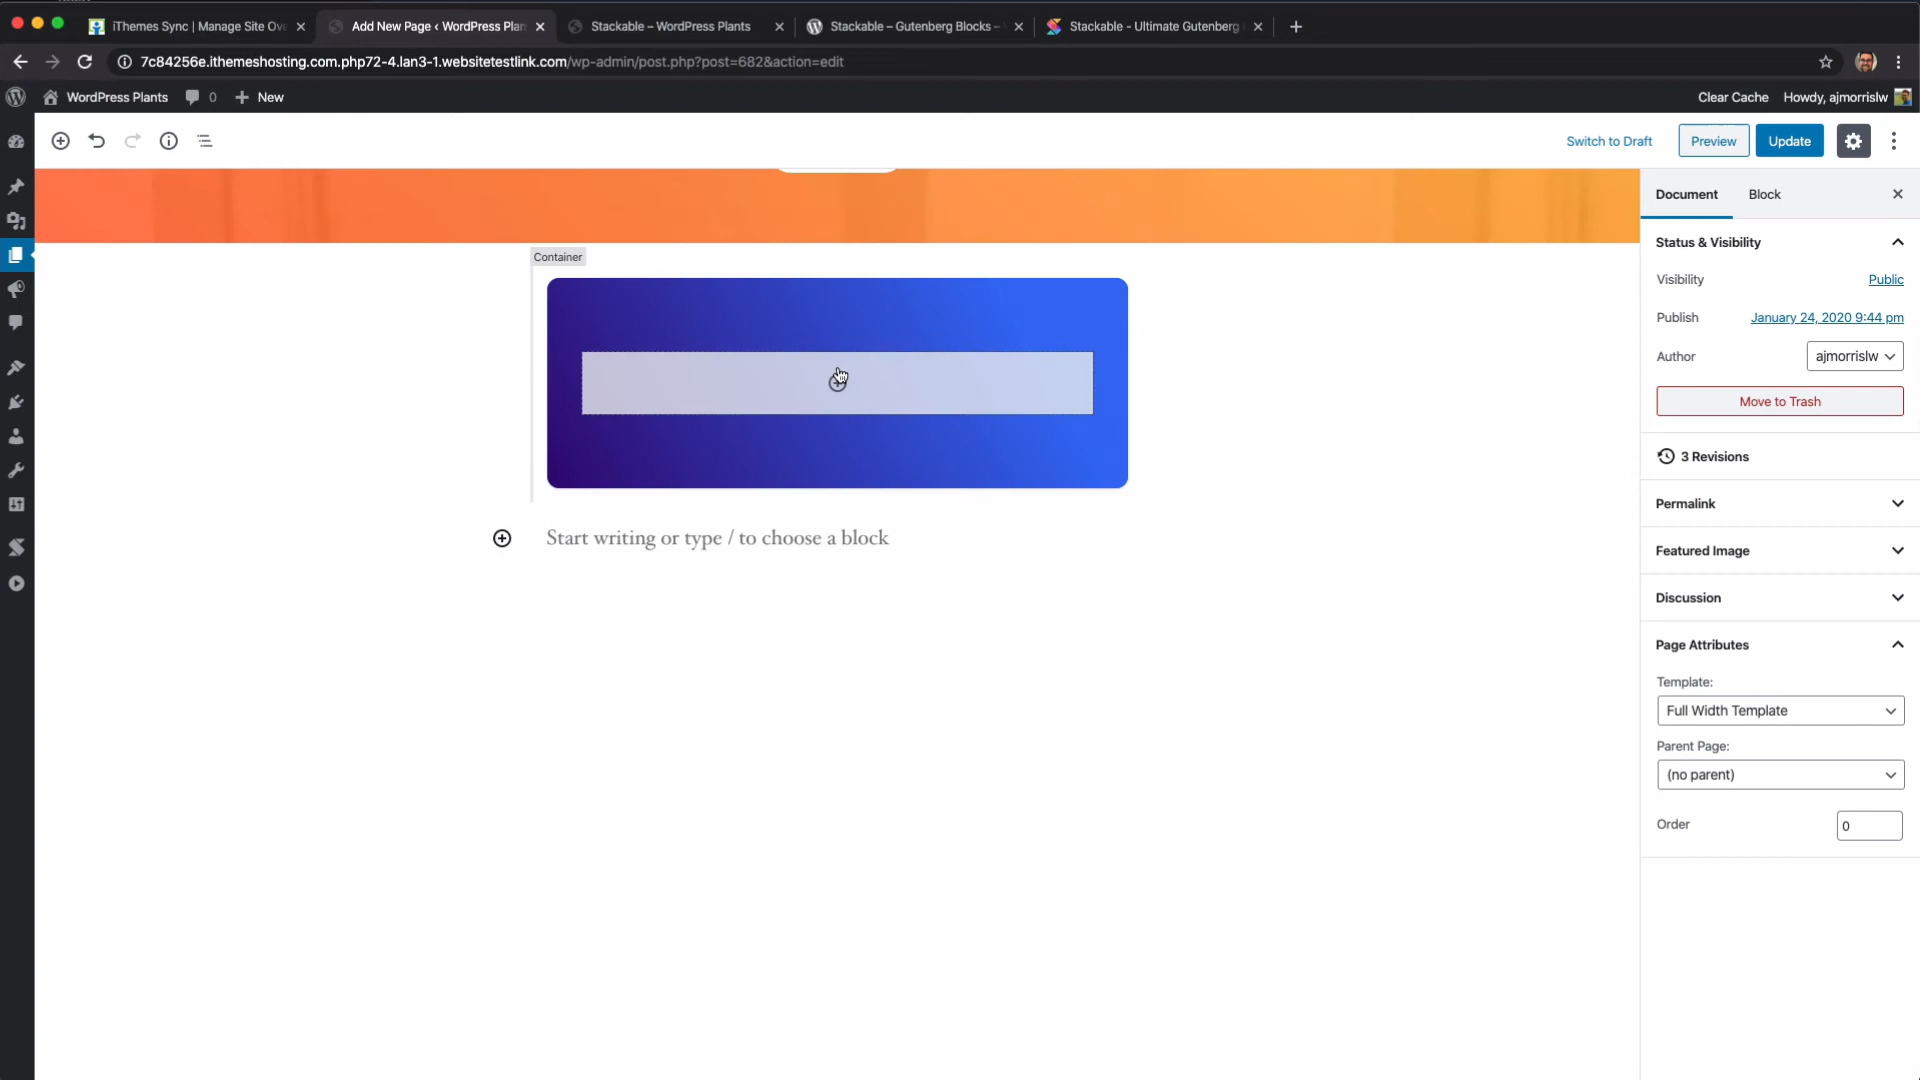 iThemes Sync | Manage Site Ove
Add New Page ‹ WordPress Plan
Stackable – WordPress Plants
Stackable – Gutenberg Blocks –
Stackable - Ultimate Gutenberg
7c84256e.ithemeshosting.com.php72-4.lan3-1.websitetestlink.com/wp-admin/post.php?post=682&action=edit
WordPress Plants
0
New
Clear Cache
Howdy, ajmorrislw
Switch to Draft
Preview
Update
Document
Block
Status & Visibility
Container
Visibility
Public
Publish
January 24, 2020 9:44 pm
Author
ajmorrislw
Move to Trash
3 Revisions
Permalink
Start writing or type / to choose a block
Featured Image
Discussion
Page Attributes
Template:
Full Width Template
Parent Page:
(no parent)
Order
0